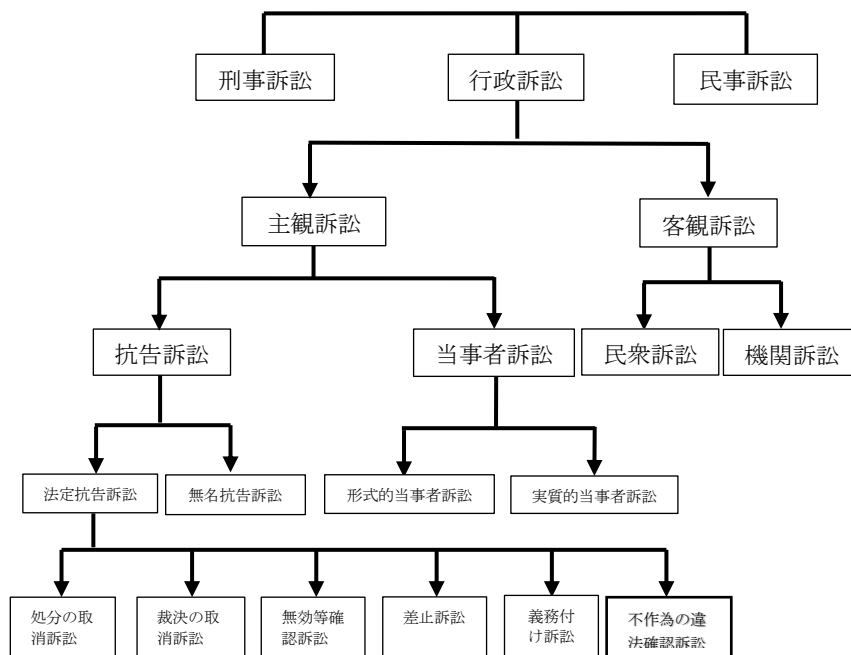 刑事訴訟
行政訴訟
民事訴訟
主観訴訟
客観訴訟
抗告訴訟
当事者訴訟
民衆訴訟
機関訴訟
法定抗告訴訟
無名抗告訴訟
形式的当事者訴訟
実質的当事者訴訟
処分の取
消訴訟
裁決の取
消訴訟
無効等確
認訴訟
差止訴訟
義務付
け訴訟
不作為の違
法確認訴訟